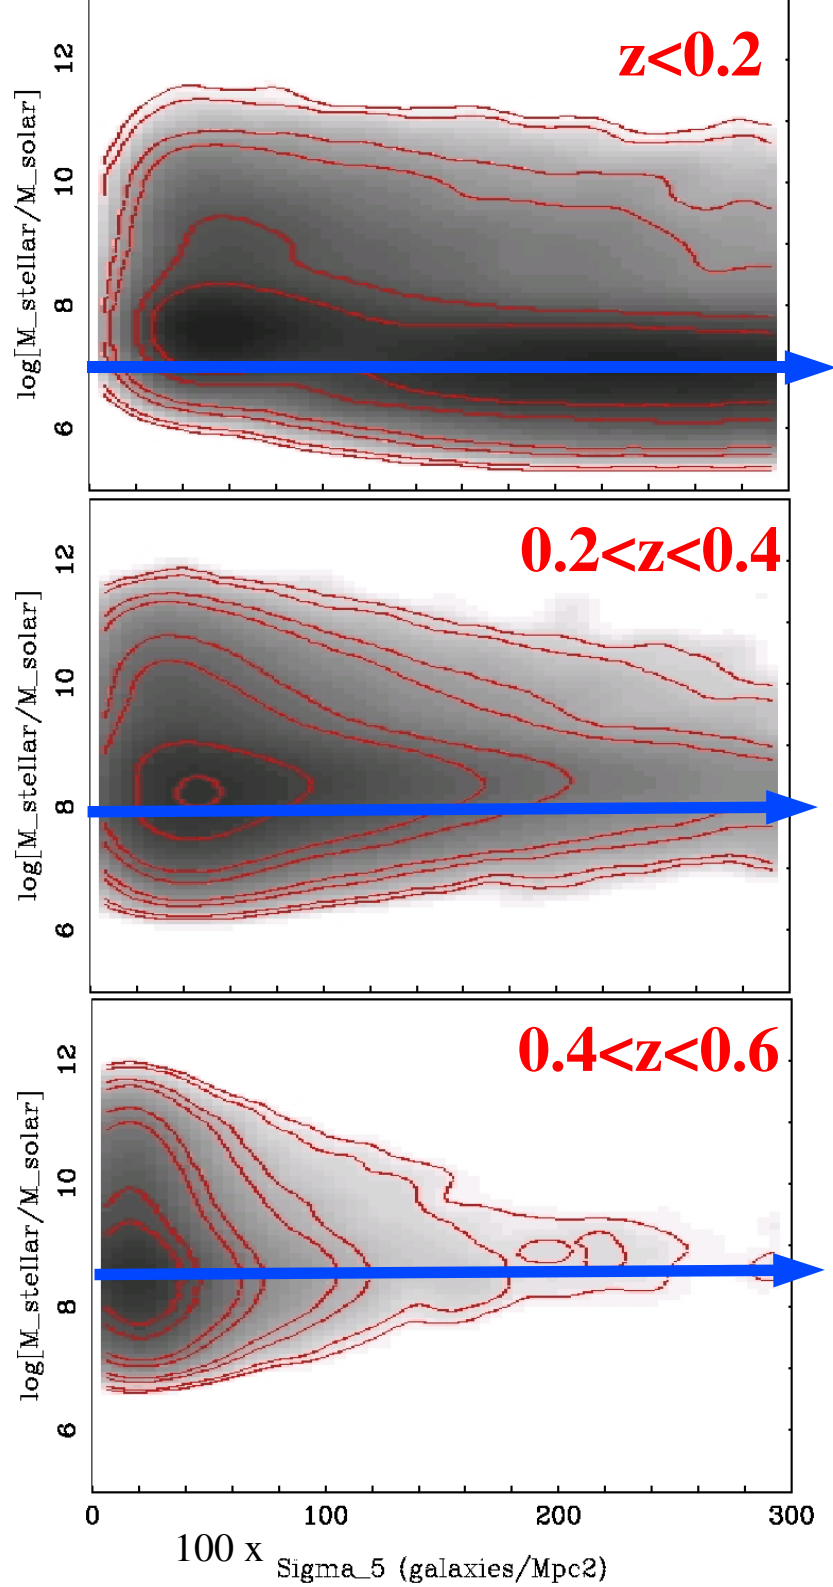 z<0.2
12
10
8
6
log[M_stellar/M_solar]
0.2<z<0.4
12
10
8
6
log[M_stellar/M_solar]
0.4<z<0.6
12
10
8
6
log[M_stellar/M_solar]
0 100 200 300
100 x Sigma_5 (galaxies/Mpc2)